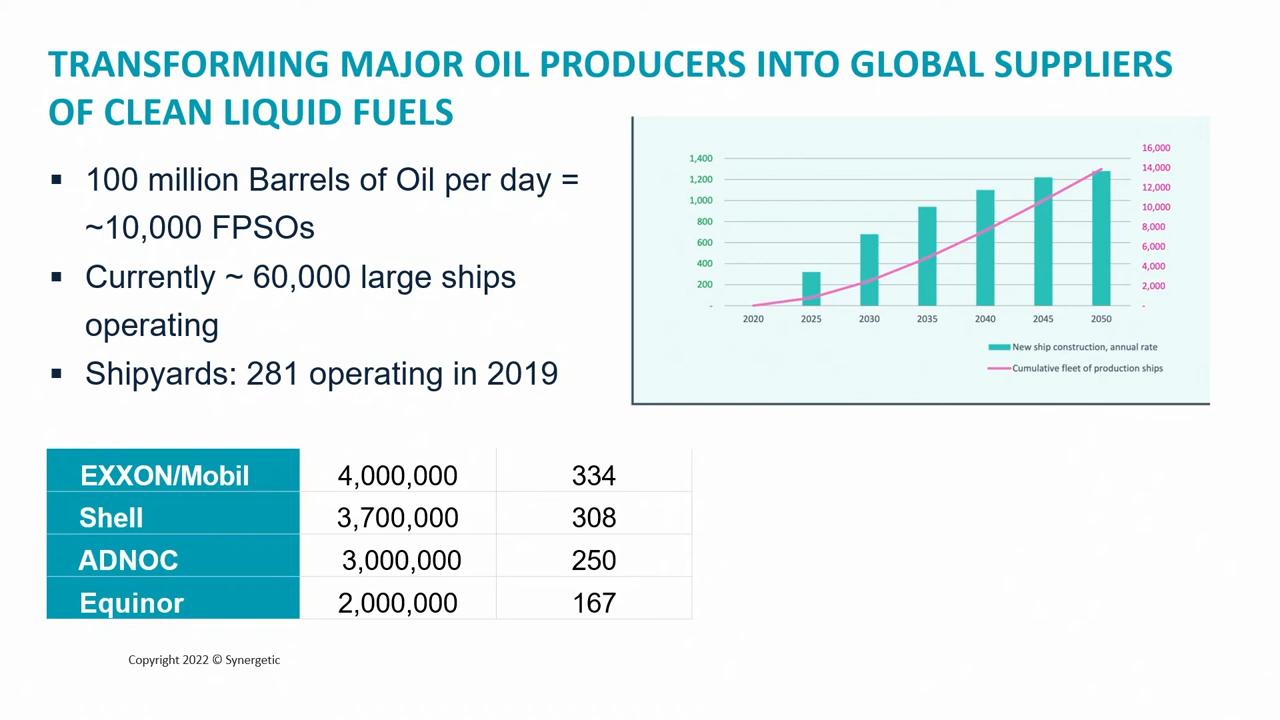 TRANSFORMING MAJOR OIL PRODUCERS INTO GLOBAL SUPPLIERS
OF CLEAN LIQUID FUELS
▪ 100 million Barrels of Oil per day =
~10,000 FPSOs
▪ Currently ~ 60,000 large ships
operating
▪ Shipyards: 281 operating in 2019
1,400
1,200
1,000
800
600
400
200
-
16,000
14,000
12,000
10,000
8,000
6,000
4,000
2,000
-
2020 2025 2030 2035 2040 2045 2050
New ship construction, annual rate
Cumulative fleet of production ships
EXXON/Mobil 4,000,000 334
Shell 3,700,000 308
ADNOC 3,000,000 250
Equinor 2,000,000 167
Copyright 2022 © Synergetic